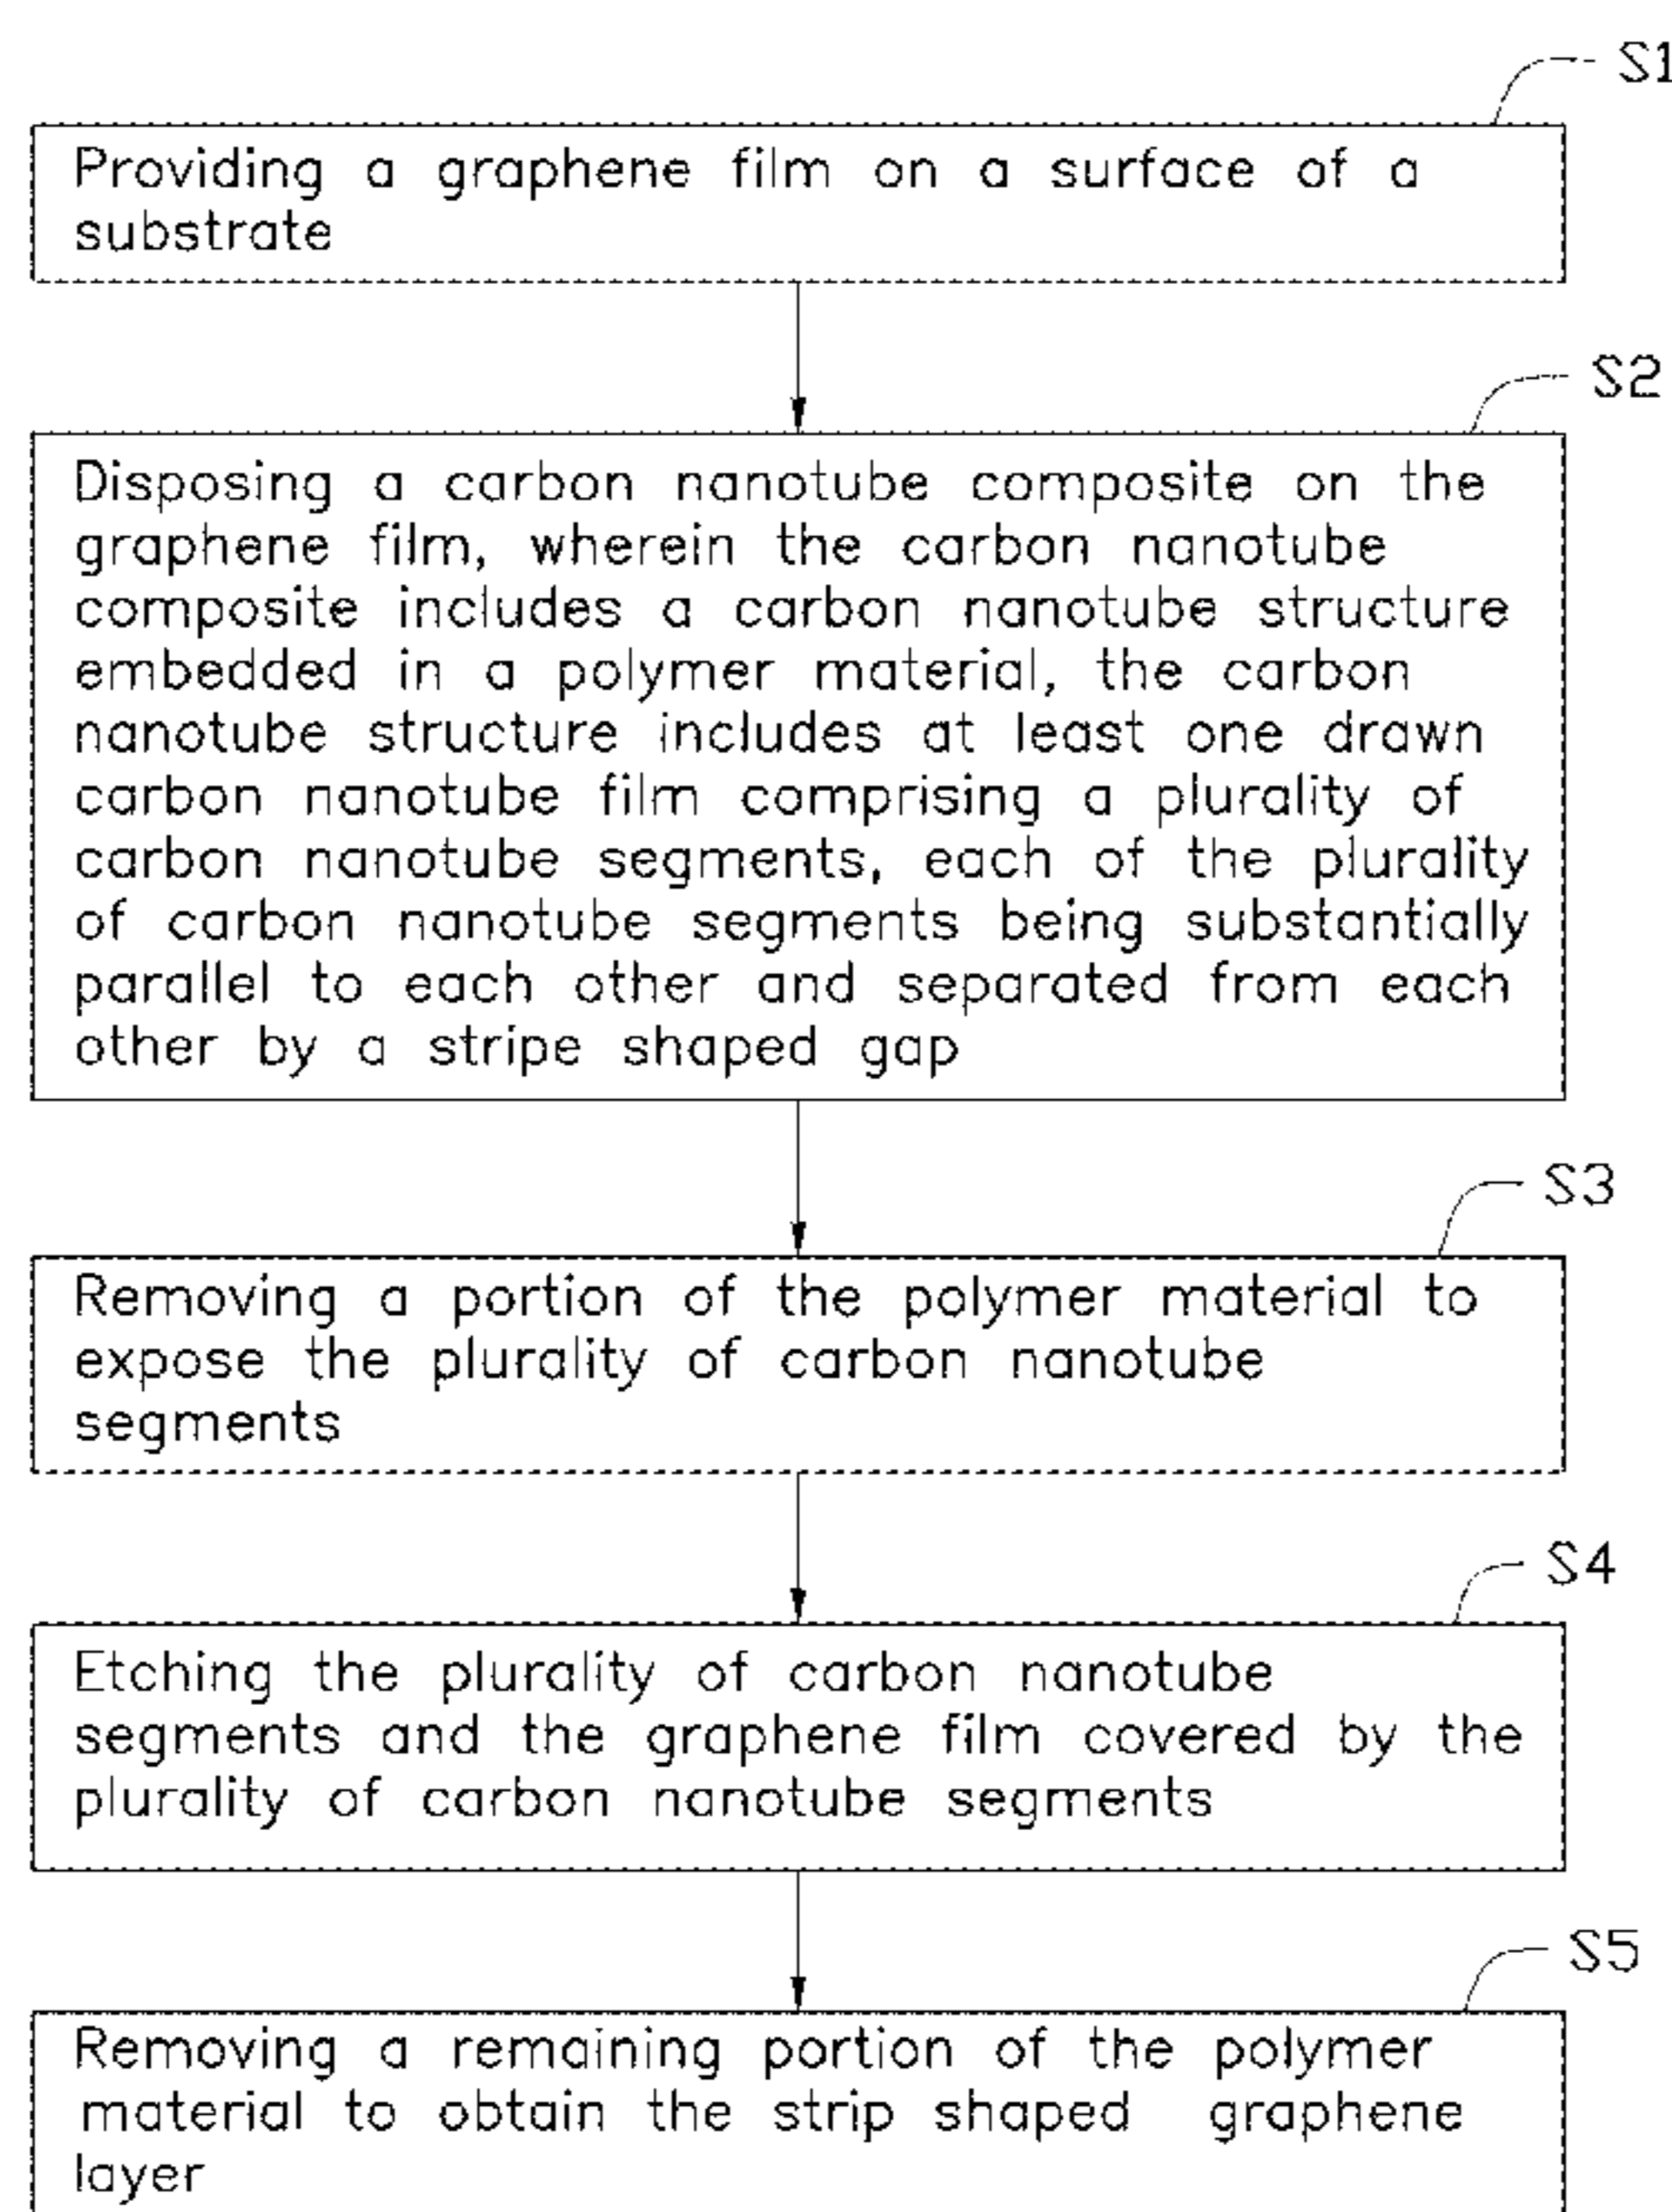 S1
Providing a graphene film on a surface of a
substrate
S2
Disposing a carbon nanotube composite on the
graphene film, wherein the carbon nanotube
composite includes a carbon nanotube structure
embedded in a polymer material, the carbon
nanotube structure includes at least one drawn
carbon nanotube film comprising a plurality of
carbon nanotube segments, each of the plurality
of carbon nanotube segments being substantially
parallel to each other and separated from each
other by a stripe shaped gap
S3
Removing a portion of the polymer material to
expose the plurality of carbon nanotube
segments
S4
Etching the plurality of carbon nanotube
segments and the graphene film covered by the
plurality of carbon nanotube segments
S5
Removing a remaining portion of the polymer
material to obtain the strip shaped graphene
layer